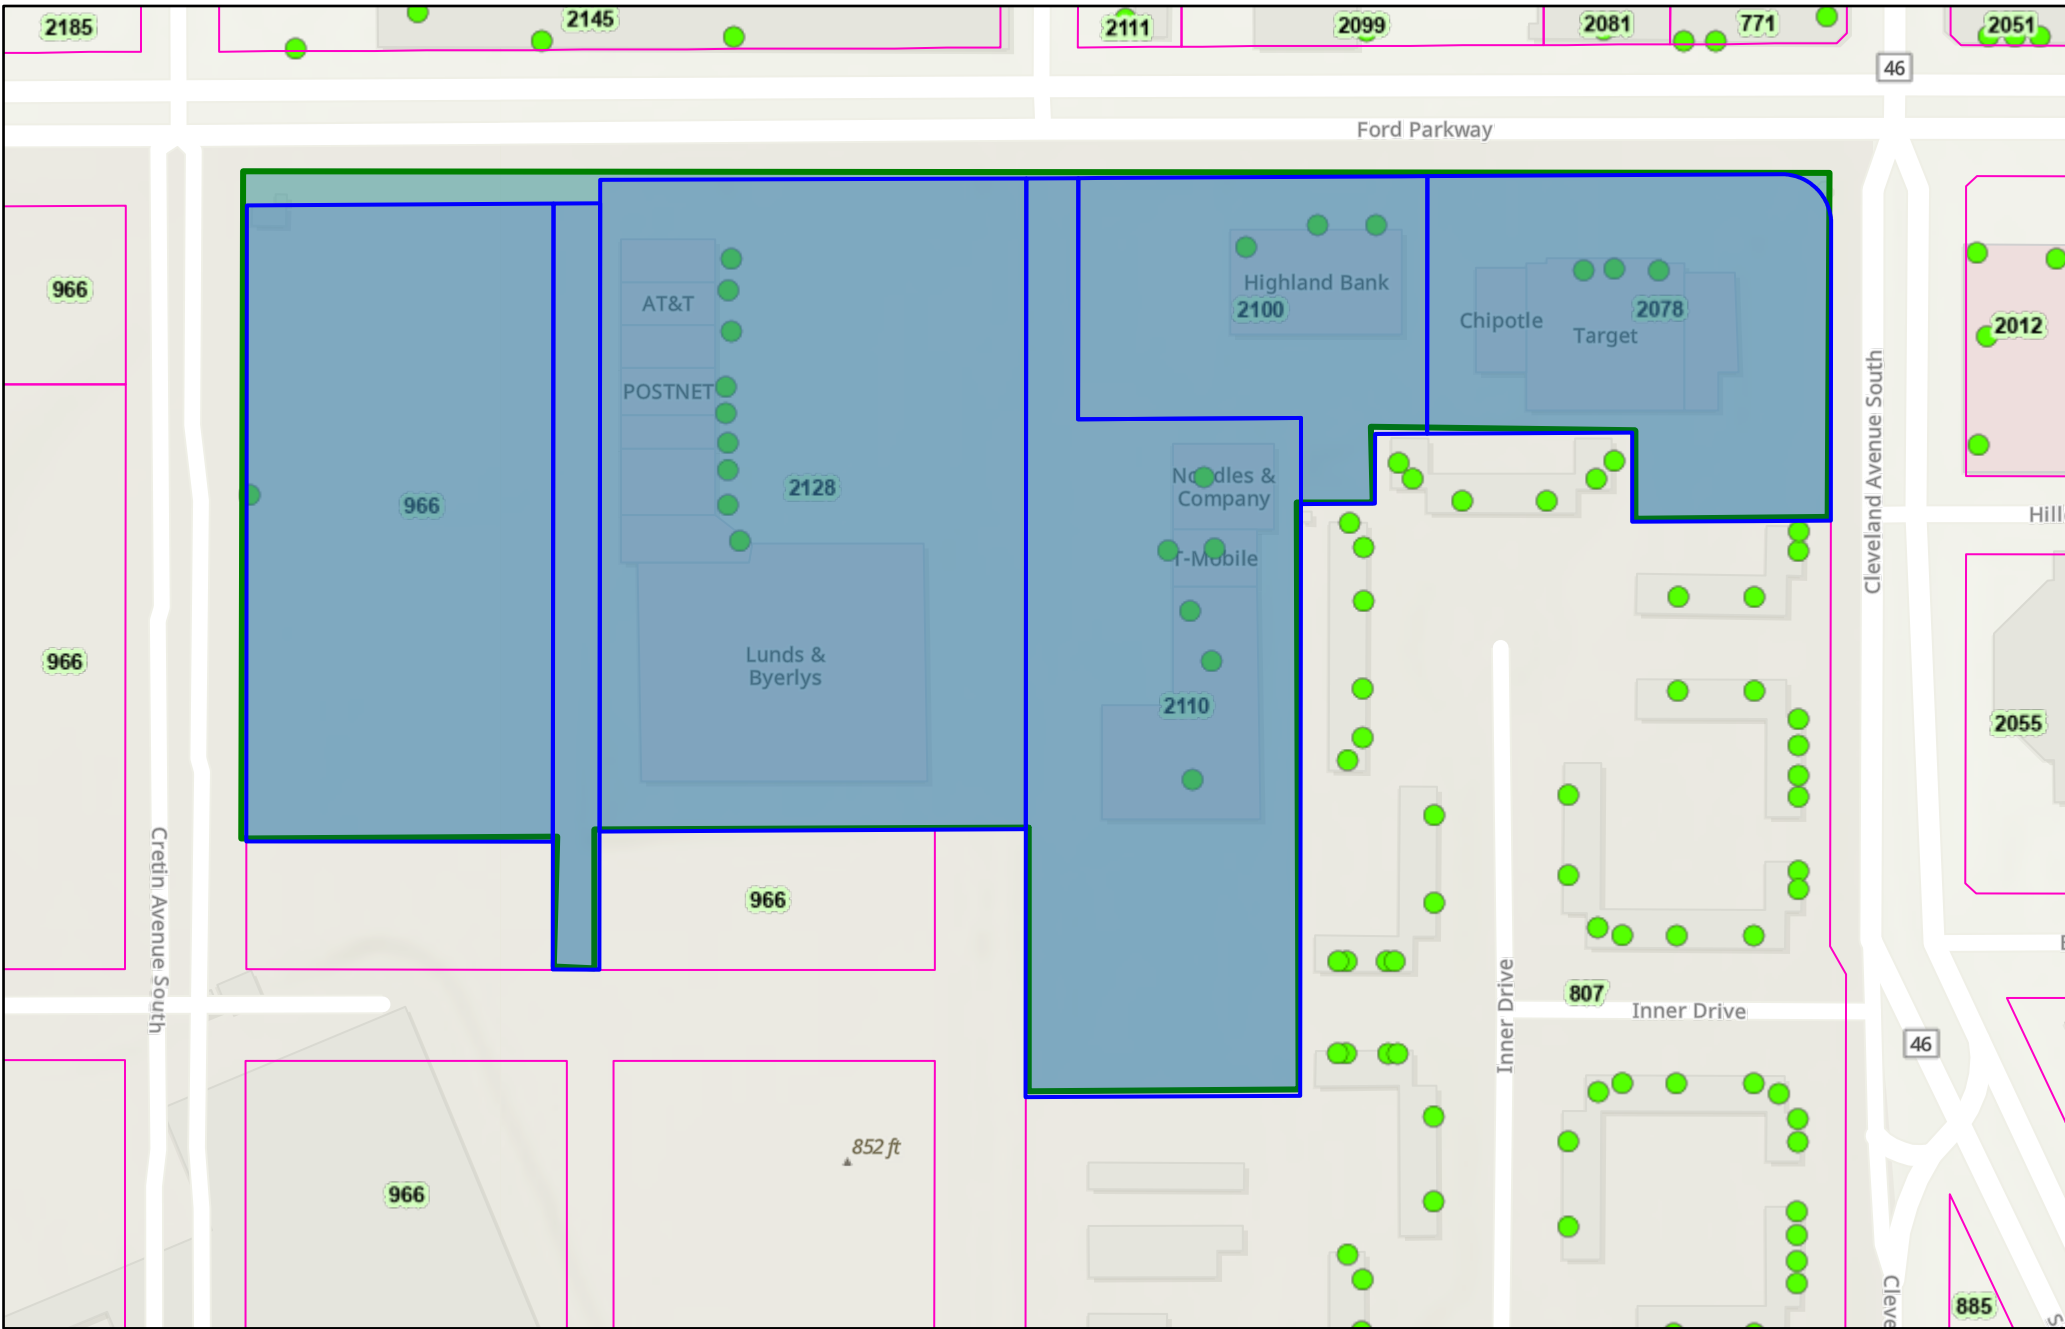 2185
2145
2111
2099
2081
771
2051
46
Ford Parkway
966
AT&T
Highland Bank
2100
Chipotle
2078
Target
2012
POSTNET
966
2128
Noodles &
Company
T-Mobile
Hill
Cleveland Avenue South
966
Lunds &
Byerlys
2110
2055
966
Cretin Avenue South
Inner Drive
807
Inner Drive
46
852 ft
966
885
Cleve